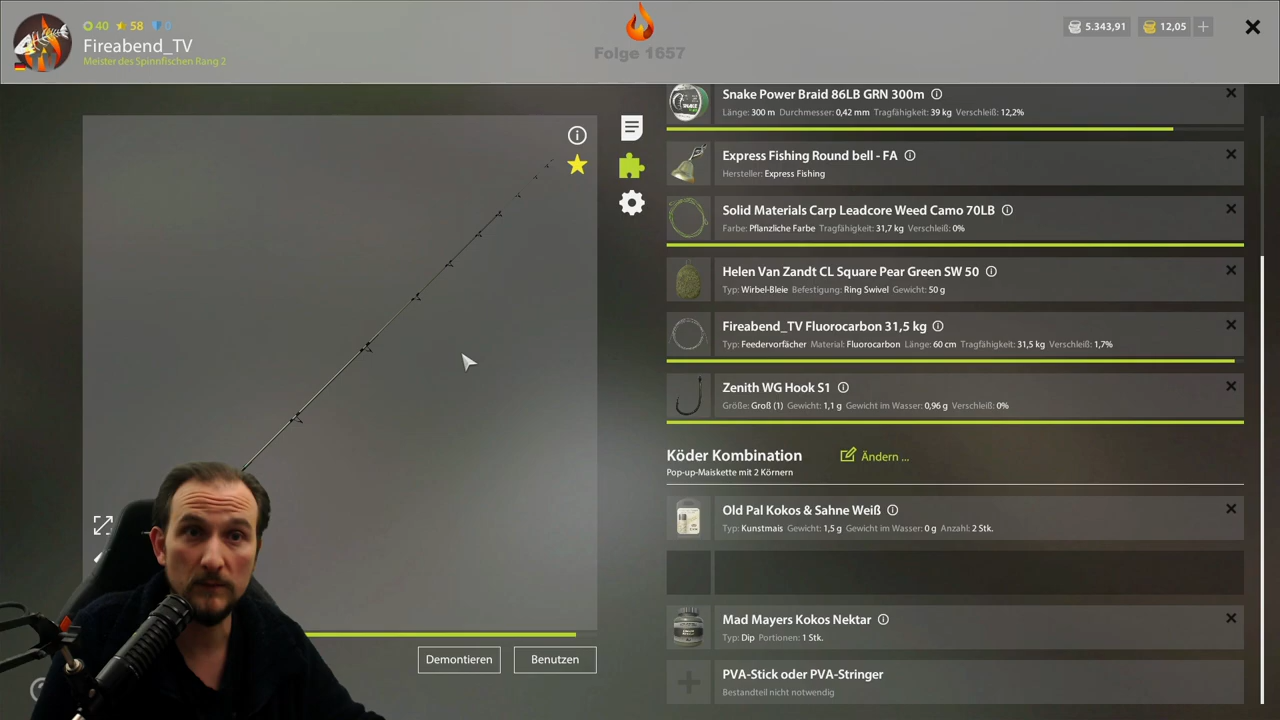 40 58 0
Fireabend_TV
Meister des Spinnfischen Rang 2
Folge 1657
5.343,91 12,05
Snake Power Braid 86LB GRN 300m
Länge: 300 m Durchmesser: 0,42 mm Tragfähigkeit: 39 kg Verschleiß: 12,2%
Express Fishing Round bell - FA
Hersteller: Express Fishing
Solid Materials Carp Leadcore Weed Camo 70LB
Farbe: Pflanzliche Farbe Tragfähigkeit: 31,7 kg Verschleiß: 0%
Helen Van Zandt CL Square Pear Green SW 50
Typ: Wirbel-Bleie Befestigung: Ring Swivel Gewicht: 50 g
Fireabend_TV Fluorocarbon 31,5 kg
Typ: Feedervorfächer Material: Fluorocarbon Länge: 60 cm Tragfähigkeit: 31,5 kg Verschleiß: 1,7%
Zenith WG Hook S1
Größe: Groß (1) Gewicht: 1,1 g Gewicht im Wasser: 0,96 g Verschleiß: 0%
Köder Kombination Ändern ...
Pop-up-Maiskette mit 2 Körnern
Old Pal Kokos & Sahne Weiß
Typ: Kunstmais Gewicht: 1,5 g Gewicht im Wasser: 0 g Anzahl: 2 Stk.
Mad Mayers Kokos Nektar
Typ: Dip Portionen: 1 Stk.
PVA-Stick oder PVA-Stringer
Bestandteil nicht notwendig
Demontieren Benutzen